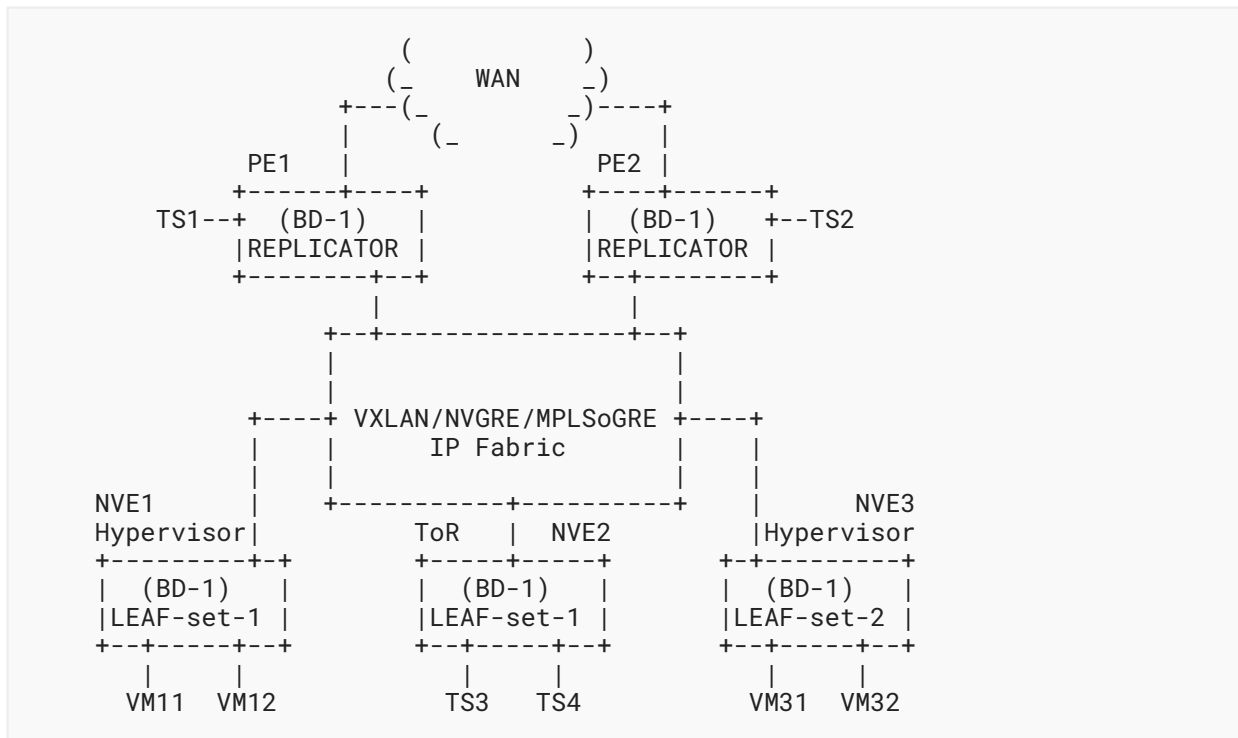 (              )
(_     WAN     _)
+---(_           _)----+
|     (_       _)      |
PE1   |                PE2 |
+------+----+          +----+------+
TS1--+  (BD-1)   |          |  (BD-1)   +--TS2
|REPLICATOR |          |REPLICATOR |
+--------+--+          +--+--------+
|                |
+--+----------------+--+
|                      |
|                      |
+----+ VXLAN/NVGRE/MPLSoGRE +----+
|    |      IP Fabric       |    |
|    |                      |    |
NVE1          |    +-----------+----------+    |      NVE3
Hypervisor|          ToR   |  NVE2         |Hypervisor
+---------+-+        +-----+-----+       +-+---------+
|  (BD-1)   |        |  (BD-1)   |       |  (BD-1)   |
|LEAF-set-1 |        |LEAF-set-1 |       |LEAF-set-2 |
+--+-----+--+        +--+-----+--+       +--+-----+--+
|     |              |     |             |     |
VM11  VM12           TS3   TS4           VM31  VM32